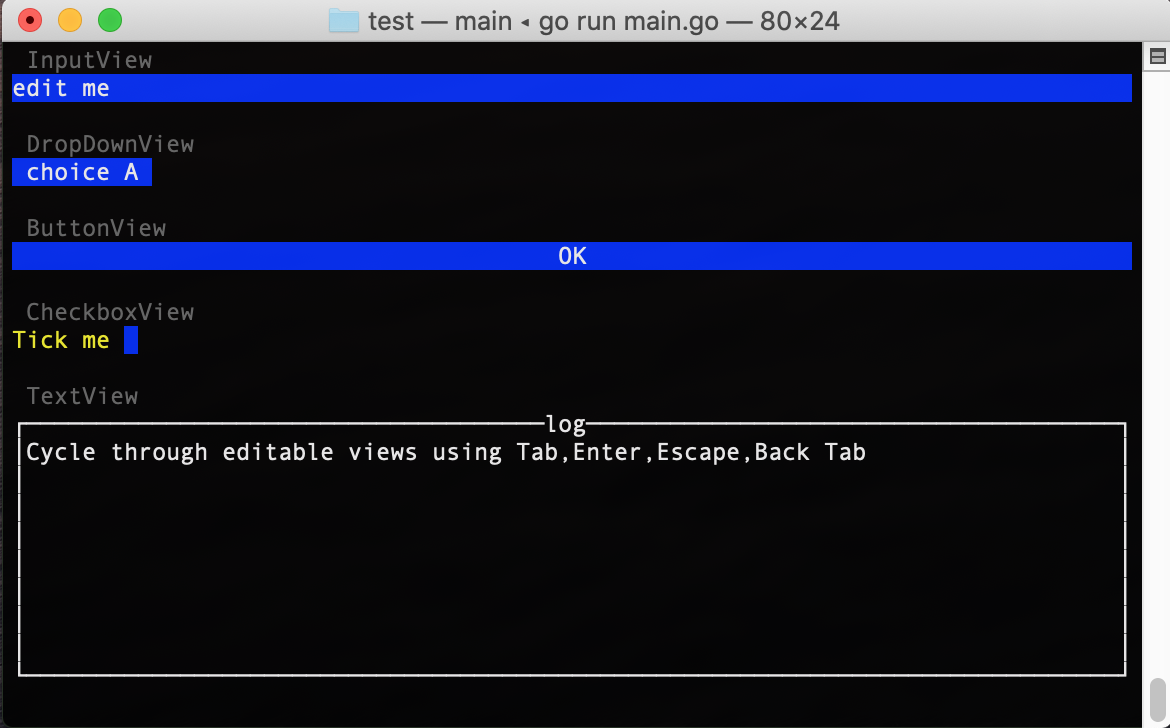 test — main ◂ go run main.go — 80×24
InputView
edit me
DropDownView
choice A
ButtonView
OK
CheckboxView
Tick me
TextView
log
Cycle through editable views using Tab,Enter,Escape,Back Tab